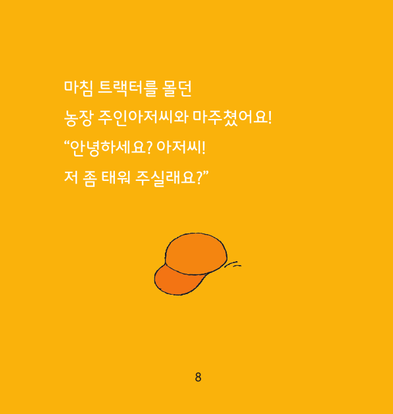 마침 트랙터를 몰던
농장 주인아저씨와 마주쳤어요!
“안녕하세요? 아저씨!
저 좀 태워 주실래요?”
8